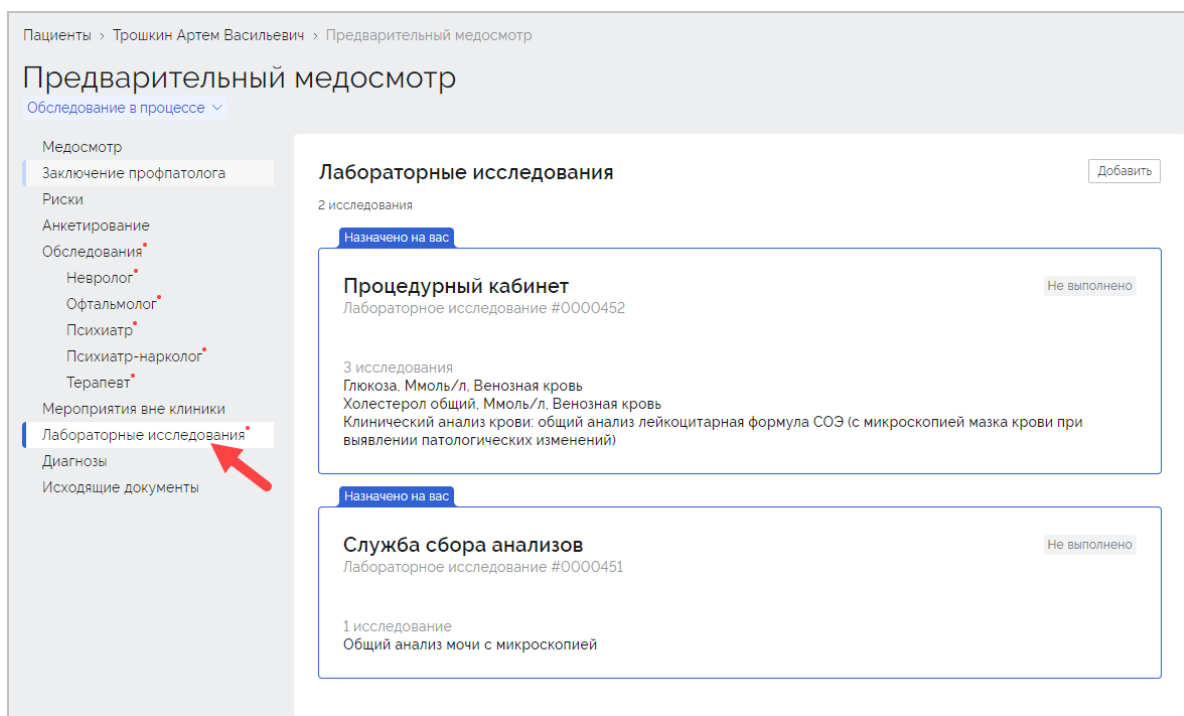 Пациенты › Трошкин Артем Васильевич › Предварительный медосмотр
Предварительный медосмотр
Обследование в процессе
Медосмотр
Заключение профпатолога
Риски
Анкетирование
Обследования
Невролог
Офтальмолог
Психиатр
Психиатр-нарколог
Терапевт
Мероприятия вне клиники
Лабораторные исследования
Диагнозы
Исходящие документы
Лабораторные исследования
Добавить
2 исследования
Назначено на вас
Процедурный кабинет
Не выполнено
Лабораторное исследование #0000452
3 исследования
Глюкоза, Ммоль/л, Венозная кровь
Холестерол общий, Ммоль/л, Венозная кровь
Клинический анализ крови: общий анализ лейкоцитарная формула СОЭ (с микроскопией мазка крови при
выявлении патологических изменений)
Назначено на вас
Служба сбора анализов
Не выполнено
Лабораторное исследование #0000451
1 исследование
Общий анализ мочи с микроскопией